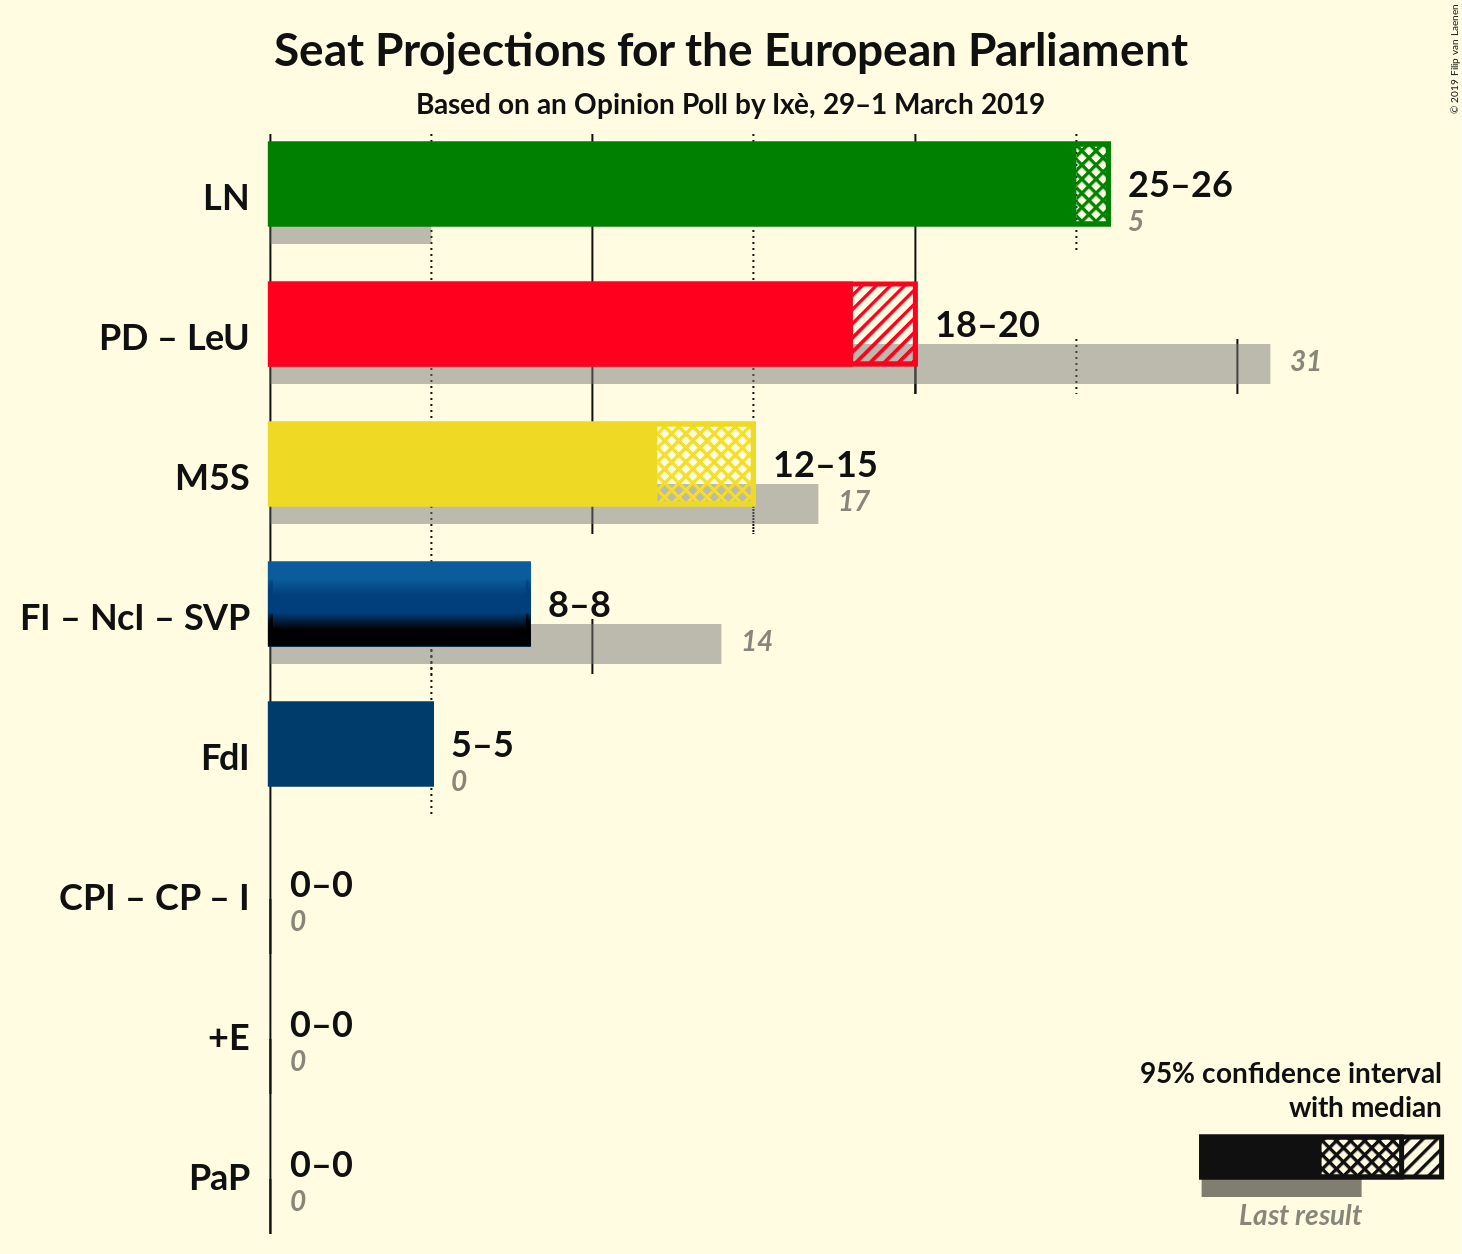 Seat Projections for the European Parliament
Based on an Opinion Poll by Ixè, 29–1 March 2019
© 2019 Filip van Laenen
LN
25–26
5
PD – LeU
18–20
31
M5S
12–15
17
FI – NcI – SVP
8–8
14
FdI
5–5
0
CPI – CP – I
0–0
0
+E
0–0
0
PaP
0–0
0
95% confidence interval
with median
Last result